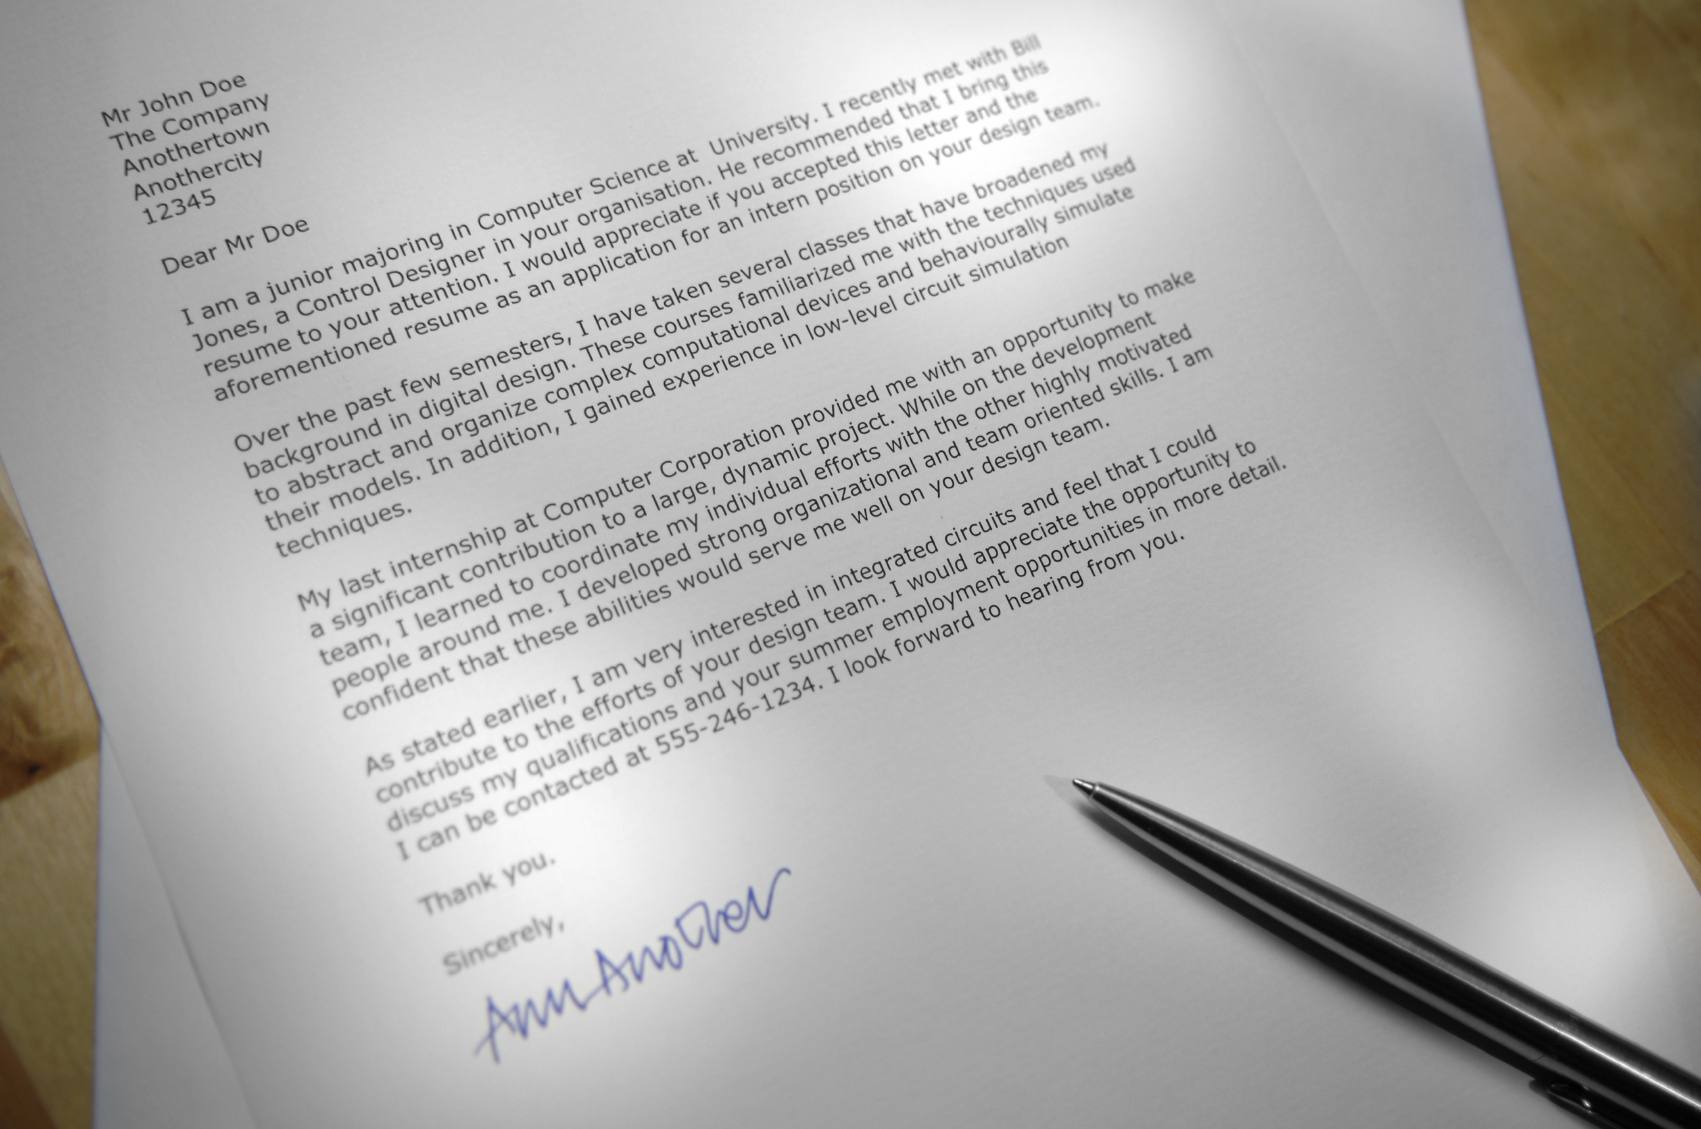 Mr John Doe
The Company
Anothertown
Anothercity
12345
Dear Mr Doe
I am a junior majoring in Computer Science at  University. I recently met with Bill
Jones, a Control Designer in your organisation. He recommended that I bring this
resume to your attention. I would appreciate if you accepted this letter and the
aforementioned resume as an application for an intern position on your design team.
Over the past few semesters, I have taken several classes that have broadened my
background in digital design. These courses familiarized me with the techniques used
to abstract and organize complex computational devices and behaviourally simulate
their models. In addition, I gained experience in low-level circuit simulation
techniques.
My last internship at Computer Corporation provided me with an opportunity to make
a significant contribution to a large, dynamic project. While on the development
team, I learned to coordinate my individual efforts with the other highly motivated
people around me. I developed strong organizational and team oriented skills. I am
confident that these abilities would serve me well on your design team.
As stated earlier, I am very interested in integrated circuits and feel that I could
contribute to the efforts of your design team. I would appreciate the opportunity to
discuss my qualifications and your summer employment opportunities in more detail.
I can be contacted at 555-246-1234. I look forward to hearing from you.
Thank you.
Sincerely,
Ann Another